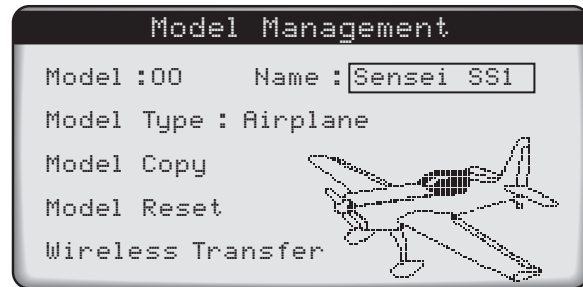 Model Management
Model :00 Name : Sensei SS1
Model Type : Airplane
Model Copy
Model Reset
Wireless Transfer